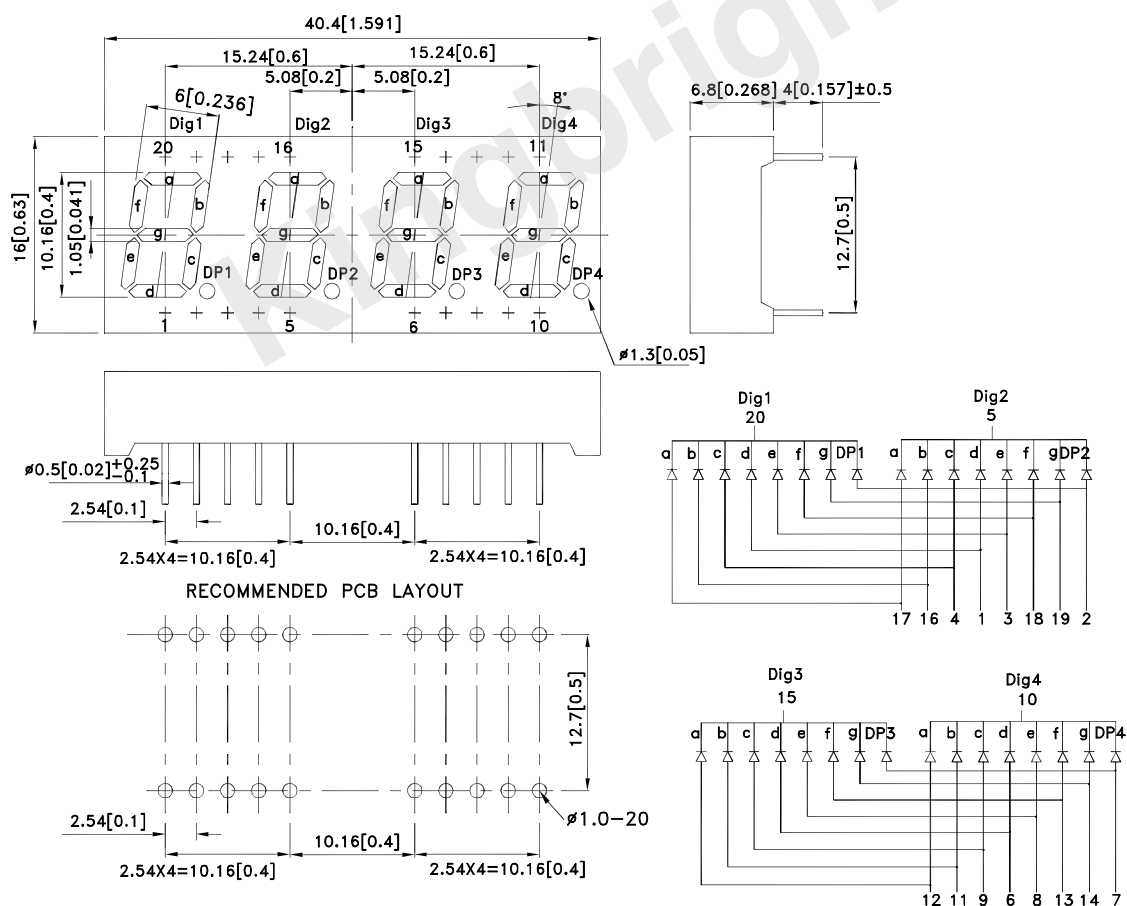 Kingbright
40.4[1.591]
15.24[0.6] 15.24[0.6]
5.08[0.2] 5.08[0.2]
6[0.236] 8°
6.8[0.268] 4[0.157]±0.5
Dig1 Dig2 Dig3 Dig4
20 16 15 11
16[0.63]
10.16[0.4]
1.05[0.041]
12.7[0.5]
a a a a
f b f b f b f b
g g g g
e c e c e c e c
DP1 DP2 DP3 DP4
d d d d
1 5 6 10
ø1.3[0.05]
ø0.5[0.02]+0.25 −0.1
2.54[0.1]
10.16[0.4]
2.54X4=10.16[0.4] 2.54X4=10.16[0.4]
RECOMMENDED PCB LAYOUT
12.7[0.5]
2.54[0.1]
10.16[0.4]
ø1.0−20
2.54X4=10.16[0.4] 2.54X4=10.16[0.4]
Dig1 Dig2
20 5
a b c d e f g DP1 a b c d e f g DP2
17 16 4 1 3 18 19 2
Dig3 Dig4
15 10
a b c d e f g DP3 a b c d e f g DP4
12 11 9 6 8 13 14 7